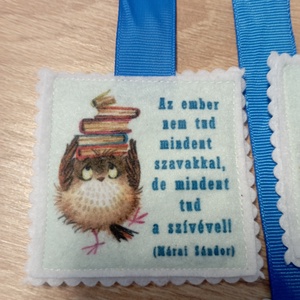 Az ember
nem tud
mindent
szavakkal,
de mindent
tud
a szívével!
(Márai Sándor)